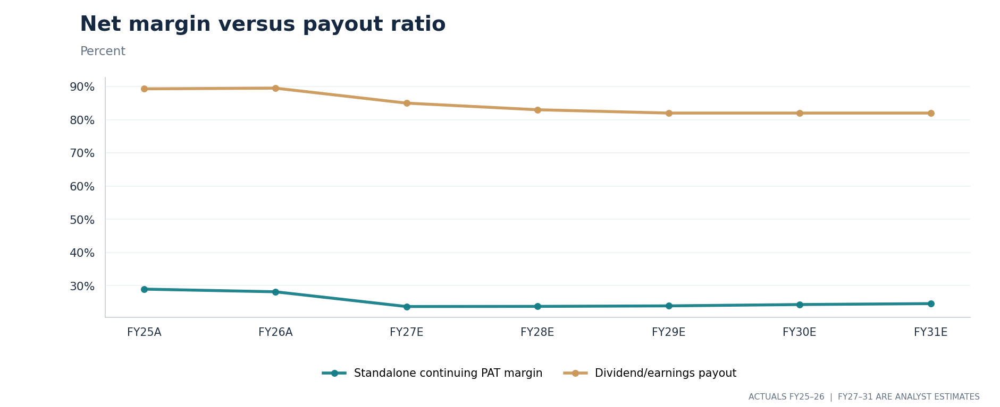 Net margin versus payout ratio
Percent
90%
80%
70%
60%
50%
40%
30%
FY25A FY26A FY27E FY28E FY29E FY30E FY31E
Standalone continuing PAT margin Dividend/earnings payout
ACTUALS FY25–26 | FY27–31 ARE ANALYST ESTIMATES